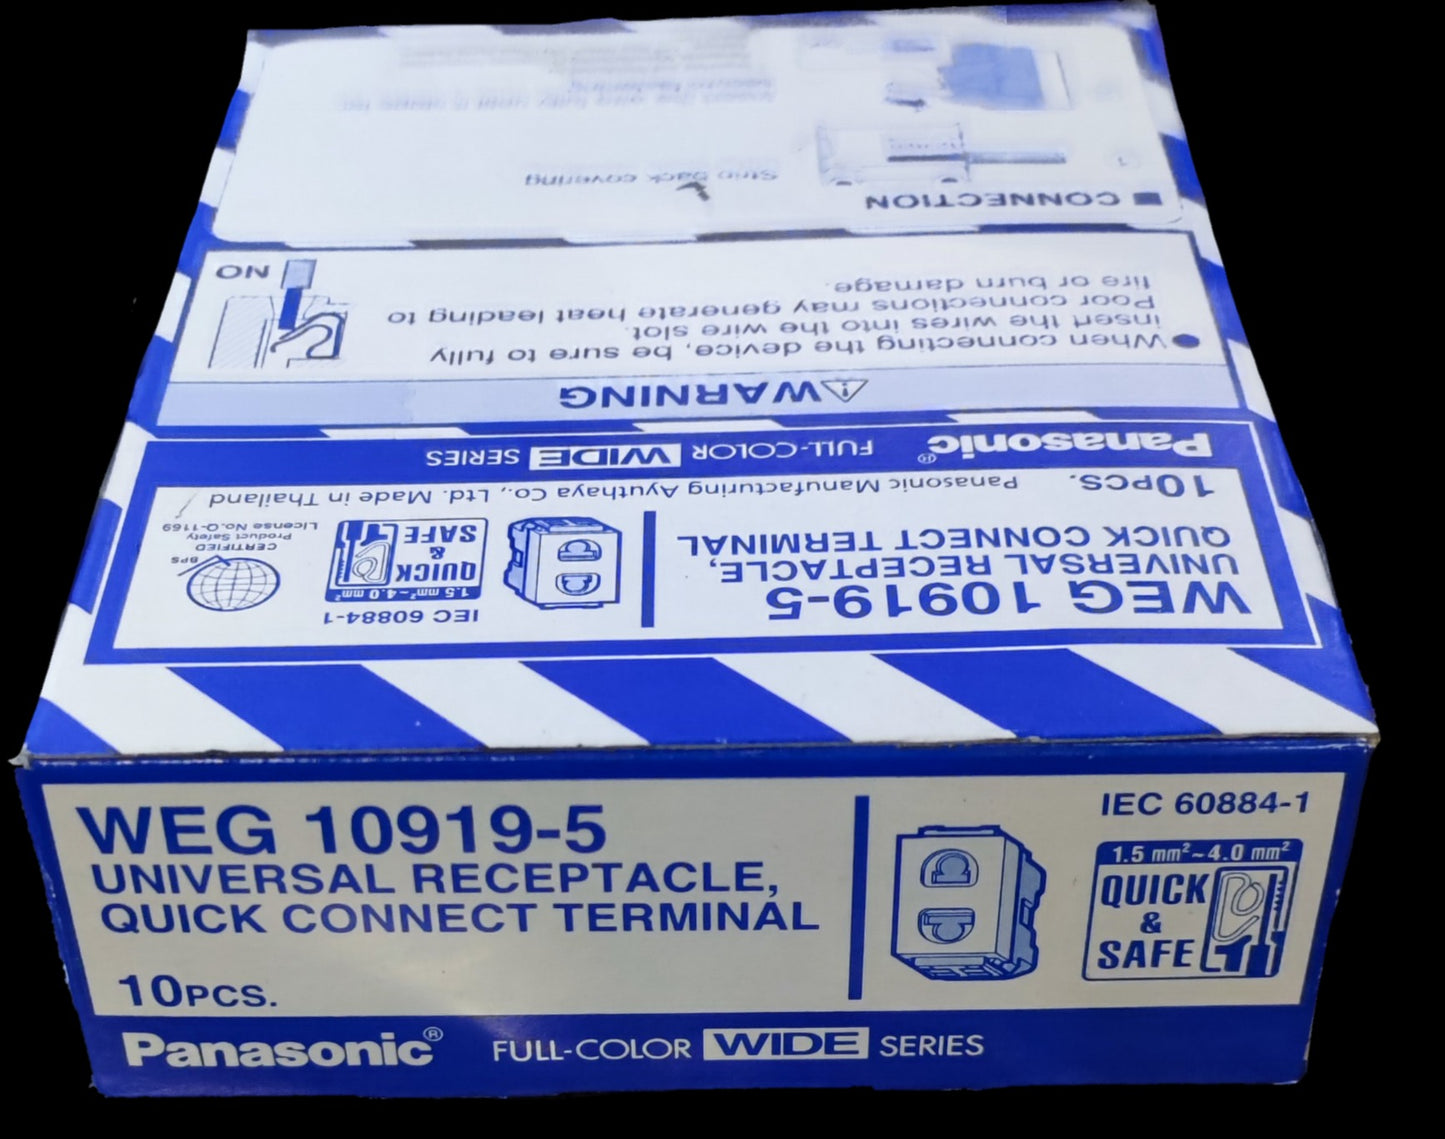 WEG 10919-5
UNIVERSAL RECEPTACLE,
QUICK CONNECT TERMINAL
10PCS.
IEC 60884-1
1.5 mm²~4.0 mm²
QUICK
&
SAFE
Panasonic®
FULL-COLOR WIDE SERIES
WEG 10919-5
UNIVERSAL RECEPTACLE,
QUICK CONNECT TERMINAL
10PCS.
Panasonic Manufacturing Ayuthaya Co., Ltd. Made in Thailand
IEC 60884-1
1.5 mm²~4.0 mm²
QUICK
&
SAFE
BPS
CERTIFIED
Product Safety
License No.Q-1169
Panasonic®
FULL-COLOR WIDE SERIES
⚠WARNING
●When connecting the device, be sure to fully
insert the wires into the wire slot.
Poor connections may generate heat leading to
fire or burn damage.
NO
■ CONNECTION
1
Strip back covering